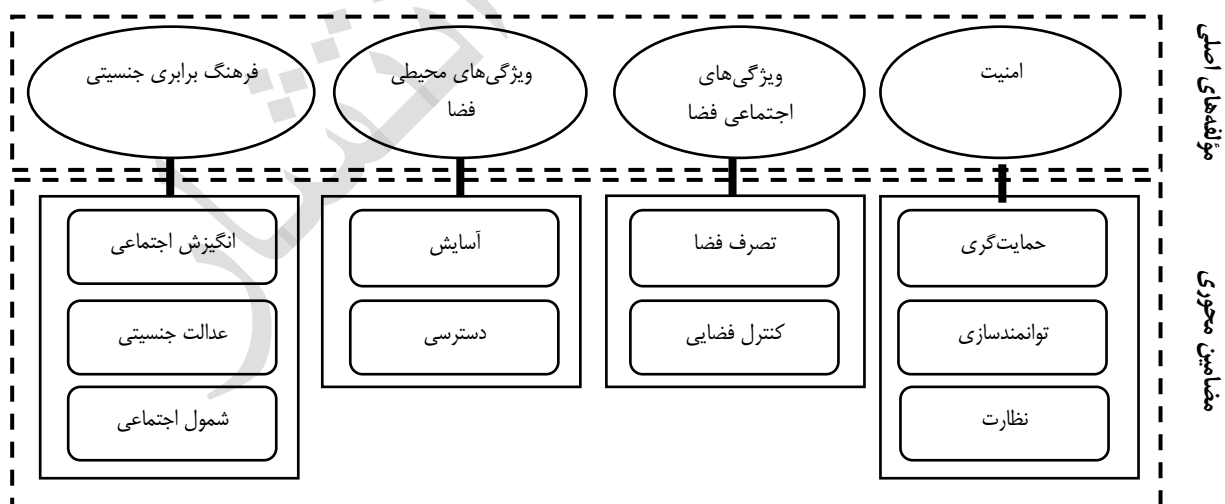 مؤلفه‌های اصلی
امنیت
ویژگی‌های
اجتماعی فضا
ویژگی‌های محیطی
فضا
فرهنگ برابری جنسیتی
مضامین محوری
حمایت‌گری
توانمندسازی
نظارت
تصرف فضا
کنترل فضایی
آسایش
دسترسی
انگیزش اجتماعی
عدالت جنسیتی
شمول اجتماعی